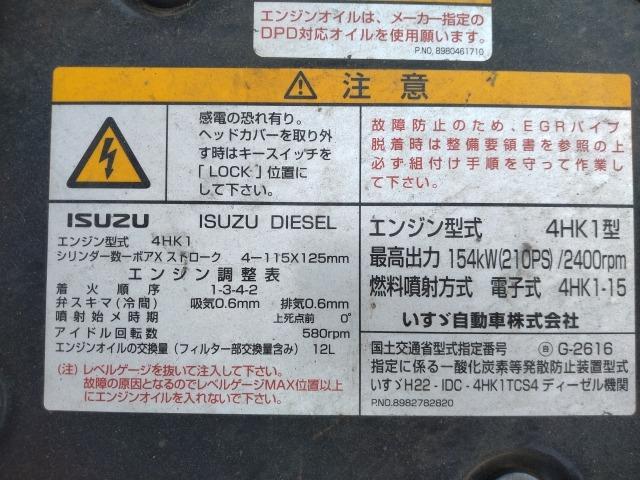 エンジンオイルは、メーカー指定の
DPD対応オイルを使用願います。
P.NO. 8980461710
注意
感電の恐れ有り。
ヘッドカバーを取り外
す時はキースイッチを
「LOCK」位置に
して下さい。
故障防止のため、EGRパイプ
脱着時は整備要領書を参照の上
必ず組付け手順を守って作業し
て下さい。
ISUZU ISUZU DIESEL
エンジン型式 4HK1
シリンダー数ーボアXストローク 4-115X125mm
エンジン調整表
着火順序 1-3-4-2
弁スキマ(冷間) 吸気0.6mm 排気0.6mm
噴射始メ時期 上死点前 0°
アイドル回転数 580rpm
エンジンオイルの交換量(フィルター部交換量含み) 12L
(注)レベルゲージを抜いて注入して下さい。
故障の原因となるのでレベルゲージMAX位置以上
にエンジンオイルを入れないで下さい。
エンジン型式 4HK1型
最高出力 154kW(210PS)/2400rpm
燃料噴射方式 電子式 4HK1-15
いすゞ自動車株式会社
国土交通省型式指定番号 ⓐ G-2616
指定に係る一酸化炭素等発散防止装置型式
いすゞH22-IDC-4HK1TCS4 ディーゼル機関
P.NO.8982782820